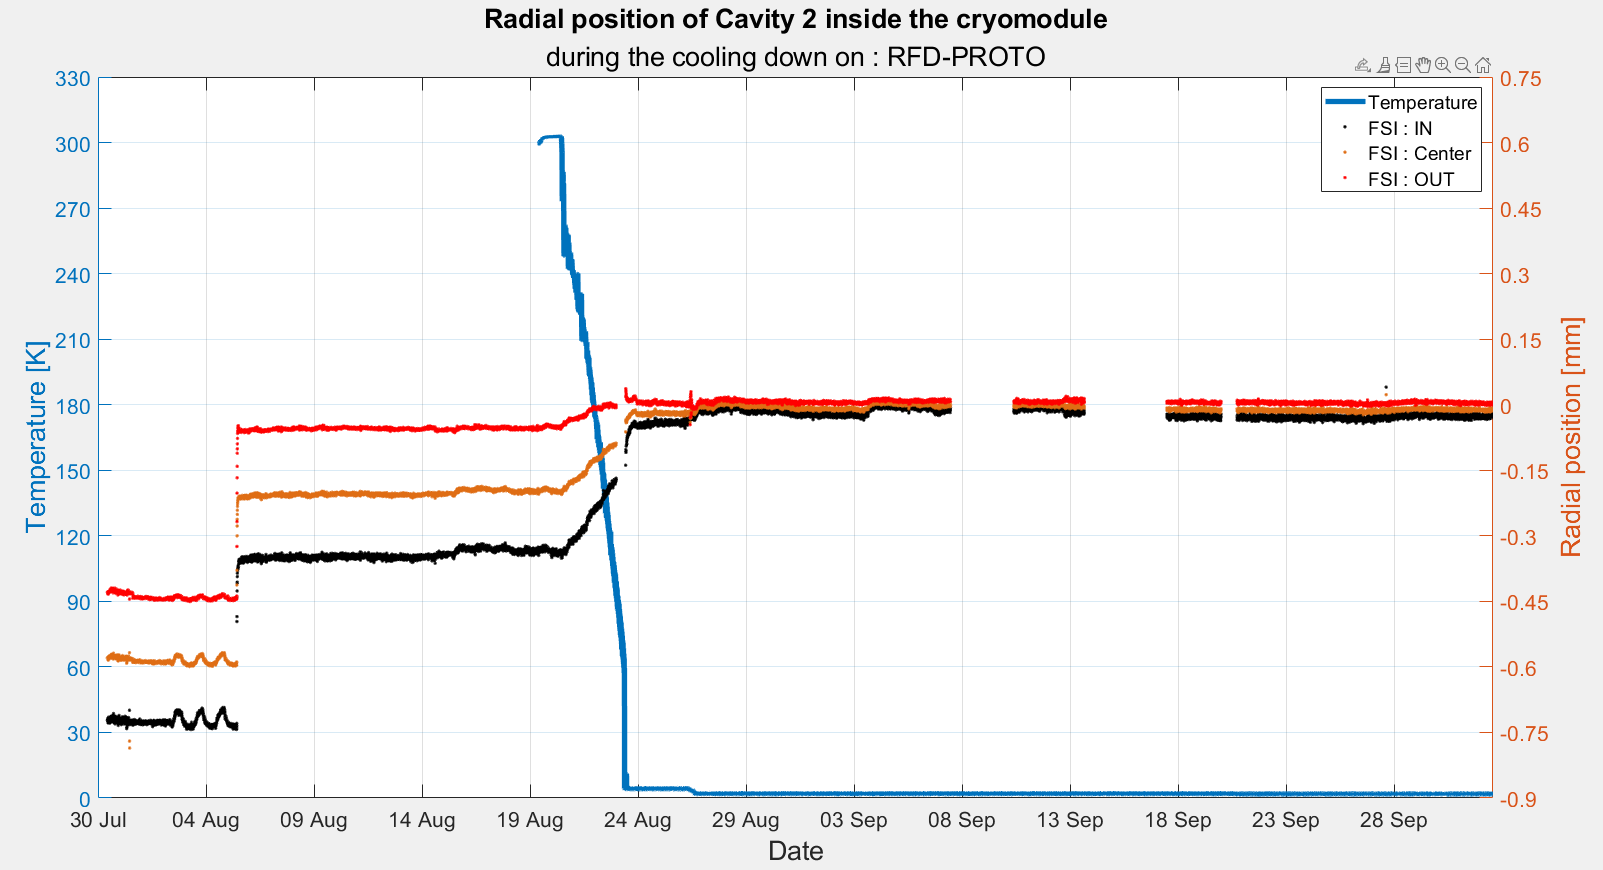 Radial position of Cavity 2 inside the cryomodule
during the cooling down on : RFD-PROTO
Temperature
FSI : IN
FSI : Center
FSI : OUT
330
300
270
240
210
180
150
120
90
60
30
0
Temperature [K]
0.75
0.6
0.45
0.3
0.15
0
-0.15
-0.3
-0.45
-0.6
-0.75
-0.9
Radial position [mm]
30 Jul 04 Aug 09 Aug 14 Aug 19 Aug 24 Aug 29 Aug 03 Sep 08 Sep 13 Sep 18 Sep 23 Sep 28 Sep
Date